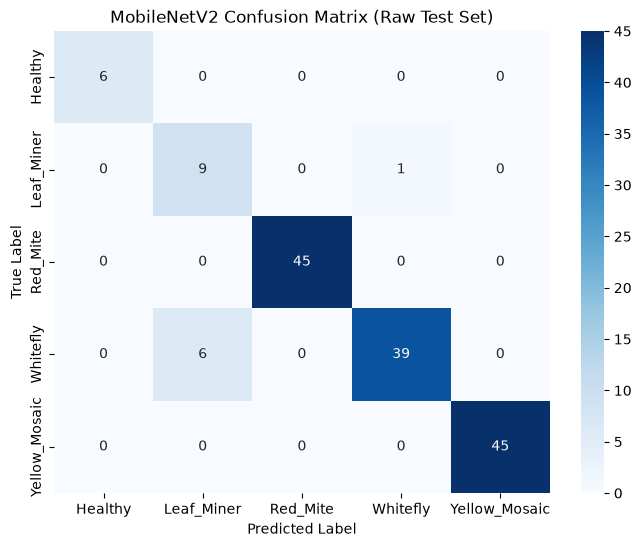 MobileNetV2 Confusion Matrix (Raw Test Set)
True Label
Healthy 6 0 0 0 0
Leaf_Miner 0 9 0 1 0
Red_Mite 0 0 45 0 0
Whitefly 0 6 0 39 0
Yellow_Mosaic 0 0 0 0 45
Healthy Leaf_Miner Red_Mite Whitefly Yellow_Mosaic
Predicted Label
45
40
35
30
25
20
15
10
5
0